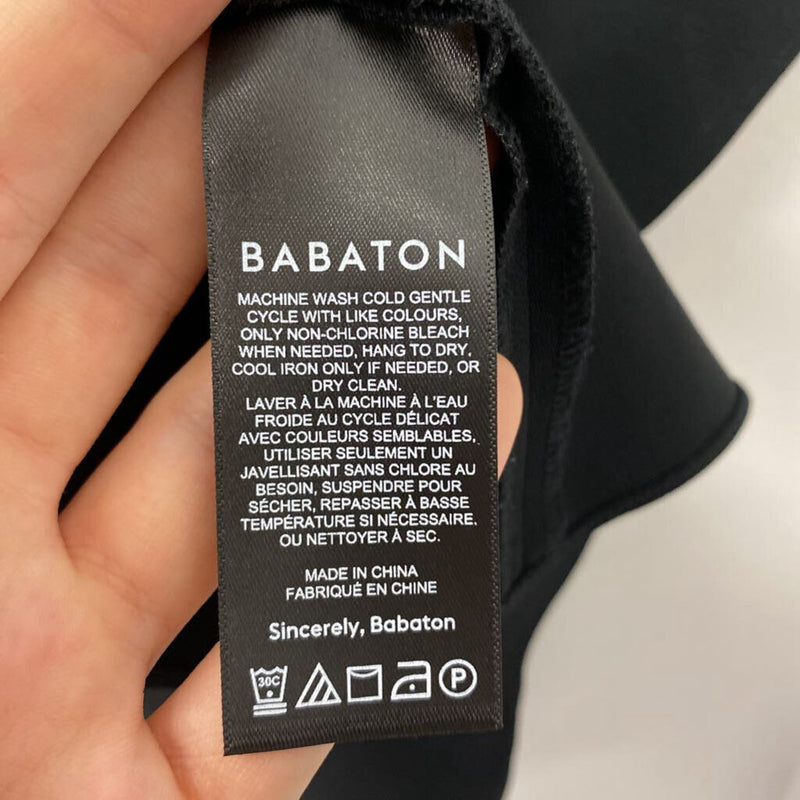 BABATON
MACHINE WASH COLD GENTLE
CYCLE WITH LIKE COLOURS,
ONLY NON-CHLORINE BLEACH
WHEN NEEDED, HANG TO DRY,
COOL IRON ONLY IF NEEDED, OR
DRY CLEAN.
LAVER À LA MACHINE À L'EAU
FROIDE AU CYCLE DÉLICAT
AVEC COULEURS SEMBLABLES,
UTILISER SEULEMENT UN
JAVELLISANT SANS CHLORE AU
BESOIN, SUSPENDRE POUR
SÉCHER, REPASSER À BASSE
TEMPÉRATURE SI NÉCESSAIRE.
OU NETTOYER À SEC.
MADE IN CHINA
FABRIQUÉ EN CHINE
Sincerely, Babaton
30C P